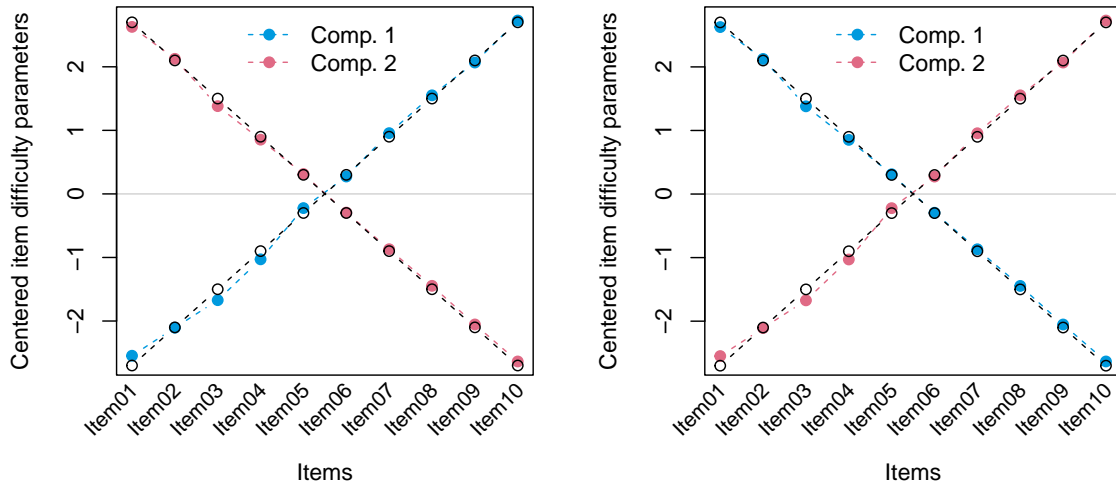 Centered item difficulty parameters
2
1
0
−1
−2
Comp. 1
Comp. 2
Item01
Item02
Item03
Item04
Item05
Item06
Item07
Item08
Item09
Item10
Items
Centered item difficulty parameters
2
1
0
−1
−2
Comp. 1
Comp. 2
Item01
Item02
Item03
Item04
Item05
Item06
Item07
Item08
Item09
Item10
Items